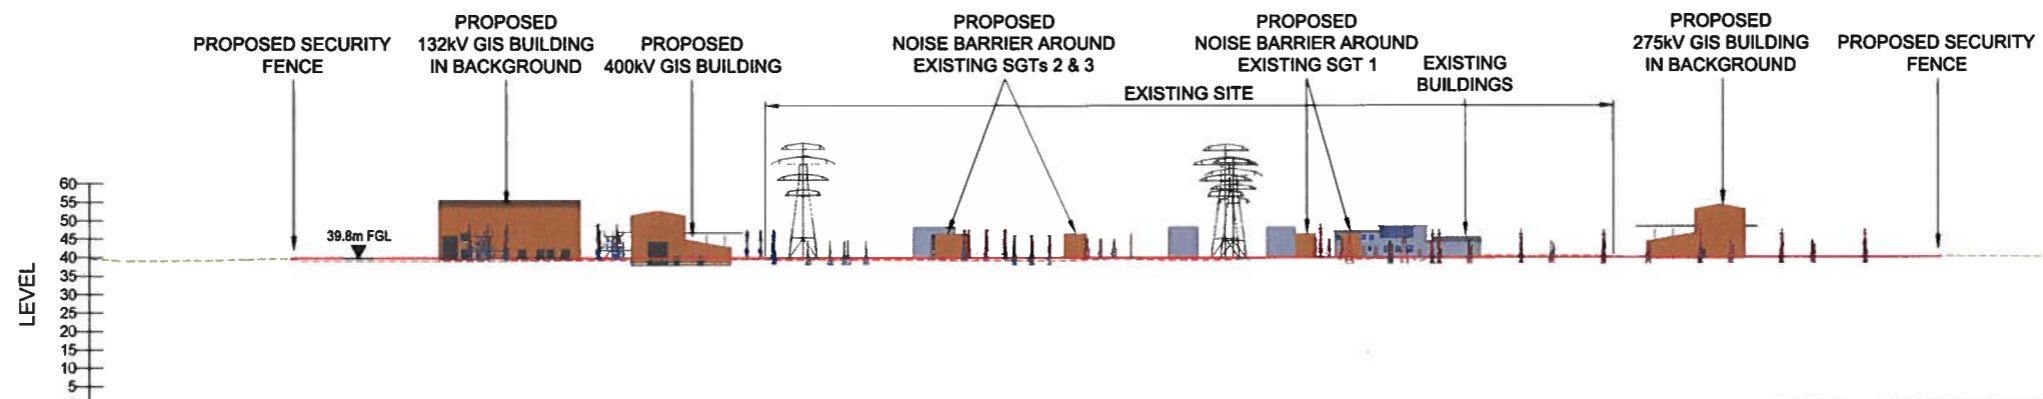 PROPOSED SECURITY
FENCE
PROPOSED
132kV GIS BUILDING
IN BACKGROUND
PROPOSED
400kV GIS BUILDING
PROPOSED
NOISE BARRIER AROUND
EXISTING SGTs 2 & 3
PROPOSED
NOISE BARRIER AROUND
EXISTING SGT 1
EXISTING
BUILDINGS
PROPOSED
275kV GIS BUILDING
IN BACKGROUND
PROPOSED SECURITY
FENCE
EXISTING SITE
39.8m FGL
LEVEL
60
55
50
45
40
35
30
25
20
15
10
5